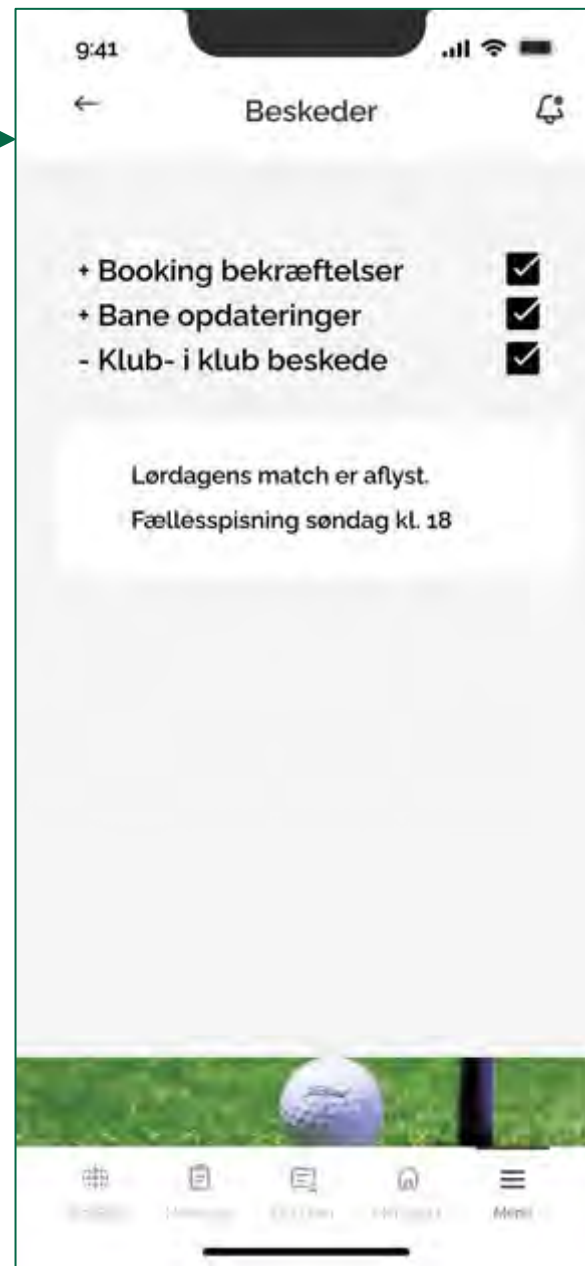 9:41
Beskeder
+ Booking bekræftelser
+ Bane opdateringer
- Klub- i klub beskede
Lørdagens match er aflyst.
Fællesspisning søndag kl. 18
Menu